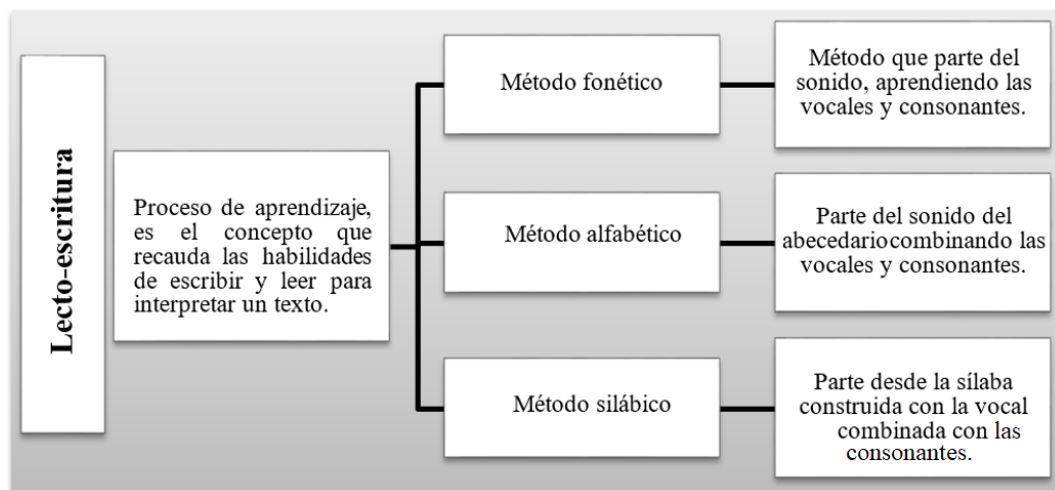 Lecto-escritura
Proceso de aprendizaje,
es el concepto que
recauda las habilidades
de escribir y leer para
interpretar un texto.
Método fonético
Método que parte del
sonido, aprendiendo las
vocales y consonantes.
Método alfabético
Parte del sonido del
abecedario combinando las
vocales y consonantes.
Método silábico
Parte desde la sílaba
construida con la vocal
combinada con las
consonantes.